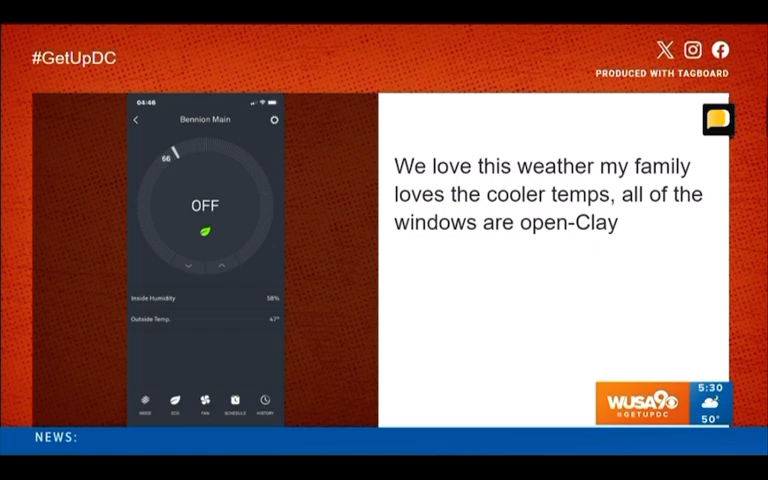 #GetUpDC
PRODUCED WITH TAGBOARD
04:46
Bennion Main
66
OFF
Inside Humidity 58%
Outside Temp. 47°
MODE ECO FAN SCHEDULE HISTORY
We love this weather my family
loves the cooler temps, all of the
windows are open-Clay
WUSA9
#GETUPDC
5:30
50°
NEWS: